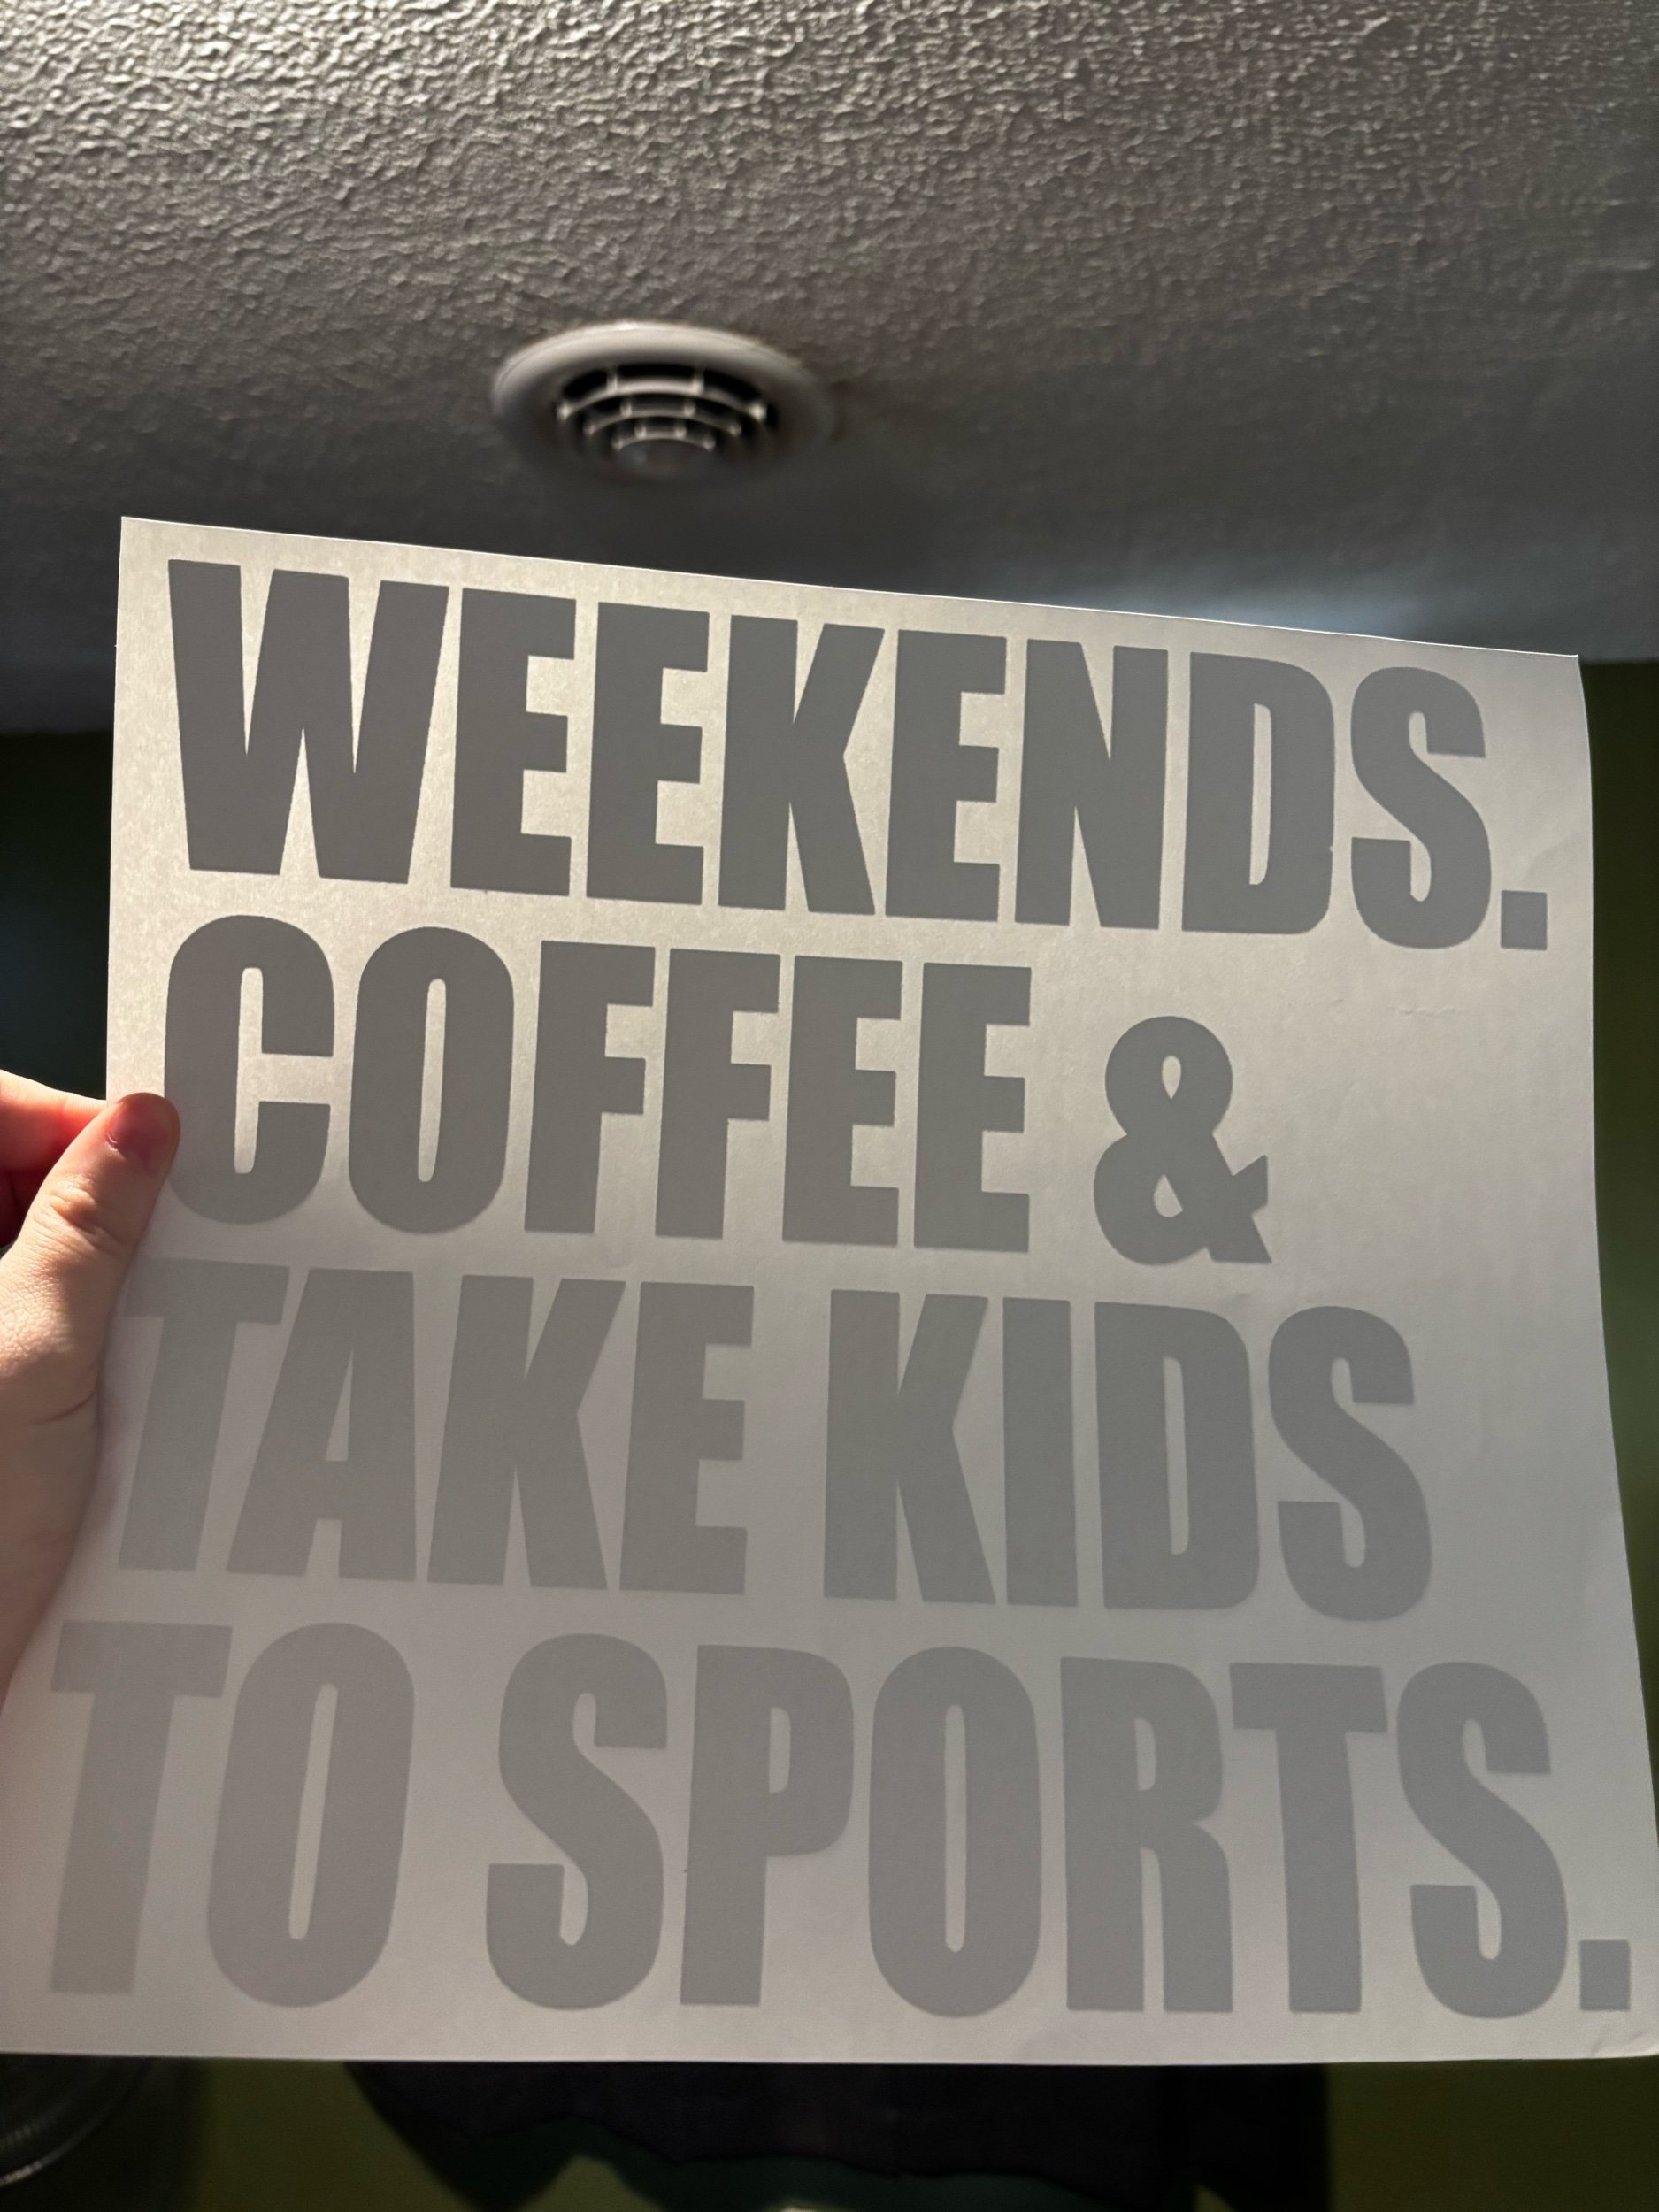 WEEKENDS.
COFFEE &
TAKE KIDS
TO SPORTS.